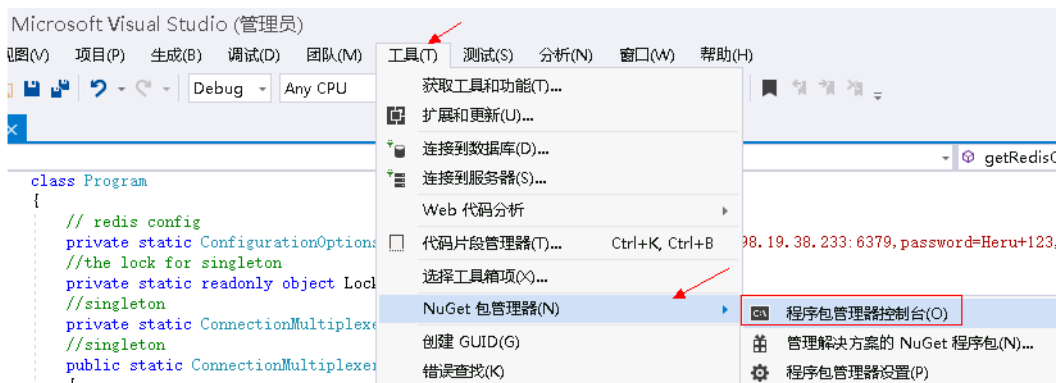 Microsoft Visual Studio (管理员)
视图(V) 项目(P) 生成(B) 调试(D) 团队(M) 工具(T) 测试(S) 分析(N) 窗口(W) 帮助(H)
Debug Any CPU
获取工具和功能(T)...
扩展和更新(U)...
连接到数据库(D)...
连接到服务器(S)...
Web 代码分析
代码片段管理器(T)... Ctrl+K, Ctrl+B
选择工具箱项(X)...
NuGet 包管理器(N)
创建 GUID(G)
错误查找(K)
程序包管理器控制台(O)
管理解决方案的 NuGet 程序包(N)...
程序包管理器设置(P)
getRedisC
class Program
{
// redis config
private static ConfigurationOptions 98.19.38.233:6379,password=Heru+123,
//the lock for singleton
private static readonly object Lock
//singleton
private static ConnectionMultiplexe
//singleton
public static ConnectionMultiplexer
{